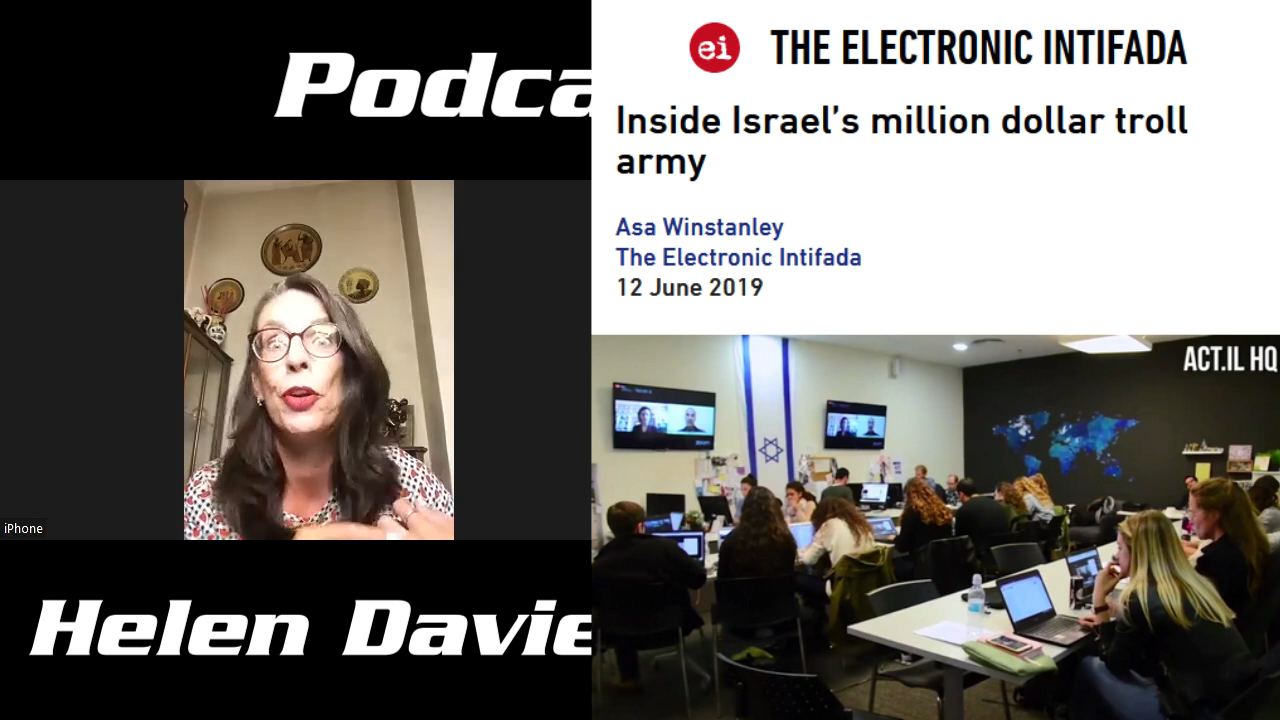 Podca
iPhone
Helen Davie
ei THE ELECTRONIC INTIFADA
Inside Israel's million dollar troll
army
Asa Winstanley
The Electronic Intifada
12 June 2019
ACT.IL HQ